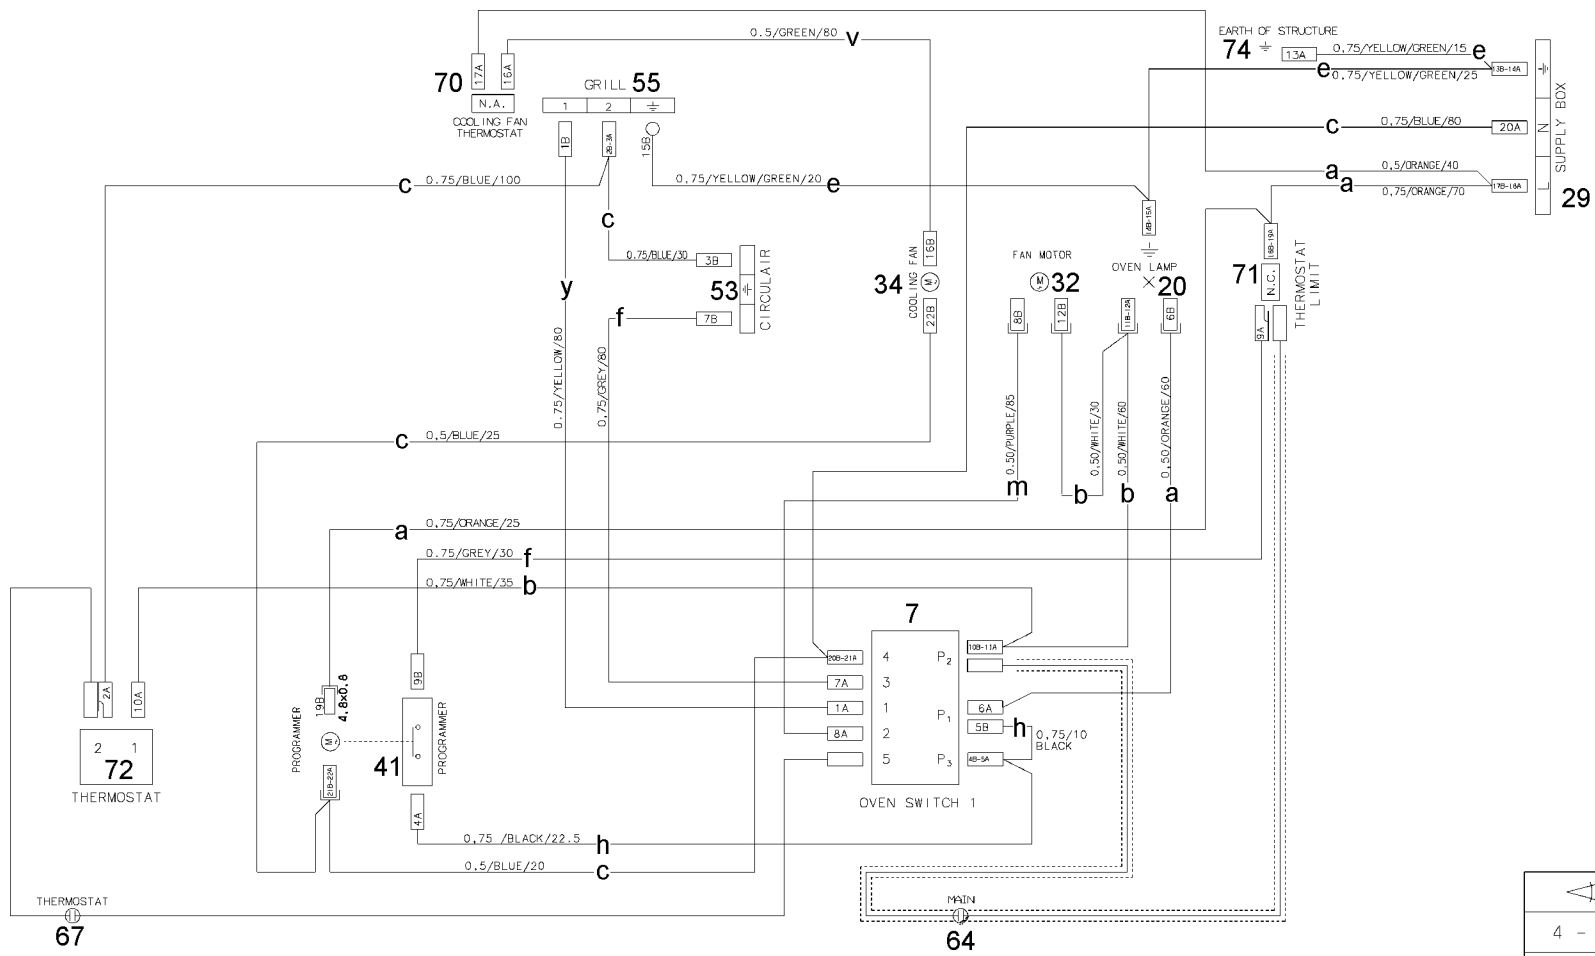 0.5/GREEN/80 v
EARTH OF STRUCTURE
74
13A
0,75/YELLOW/GREEN/15 e
e 0,75/YELLOW/GREEN/25
13B-14A
70
17A
16A
N.A.
COOLING FAN
THERMOSTAT
GRILL 55
1
2
1B
2B-3A
15B
c
0,75/BLUE/80
20A
N
L
SUPPLY BOX
29
c 0.75/BLUE/100
0,75/YELLOW/GREEN/20 e
a
0,5/ORANGE/40
a
0,75/ORANGE/70
17B-18A
c
14B-15A
0.75/BLUE/30
3B
53
7B
CIRCULAIR
f
y
34
COOLING FAN
16B
M
22B
FAN MOTOR
M
32
OVEN LAMP
20
8B
12B
11B-12A
6B
71
N.C.
9A
THERMOSTAT
LIMIT
0.75/YELLOW/80
0,75/GREY/80
0.50/PURPLE/85
0,50/WHITE/30
0,50/WHITE/60
0,50/ORANGE/60
c 0,5/BLUE/25
m
b
b
a
a 0,75/ORANGE/25
0.75/GREY/30 f
0,75/WHITE/35 b
7
2A
10A
2 1
72
THERMOSTAT
PROGRAMMER
19B
4.8x0.8
M
21B-22A
9B
41
PROGRAMMER
4A
20B-21A
4
P2
10B-11A
7A
3
1A
1
P1
6A
8A
2
5B
h
0,75/10
BLACK
5
P3
4B-5A
OVEN SWITCH 1
0,75 /BLACK/22.5 h
0.5/BLUE/20 c
THERMOSTAT
67
MAIN
64
4 -